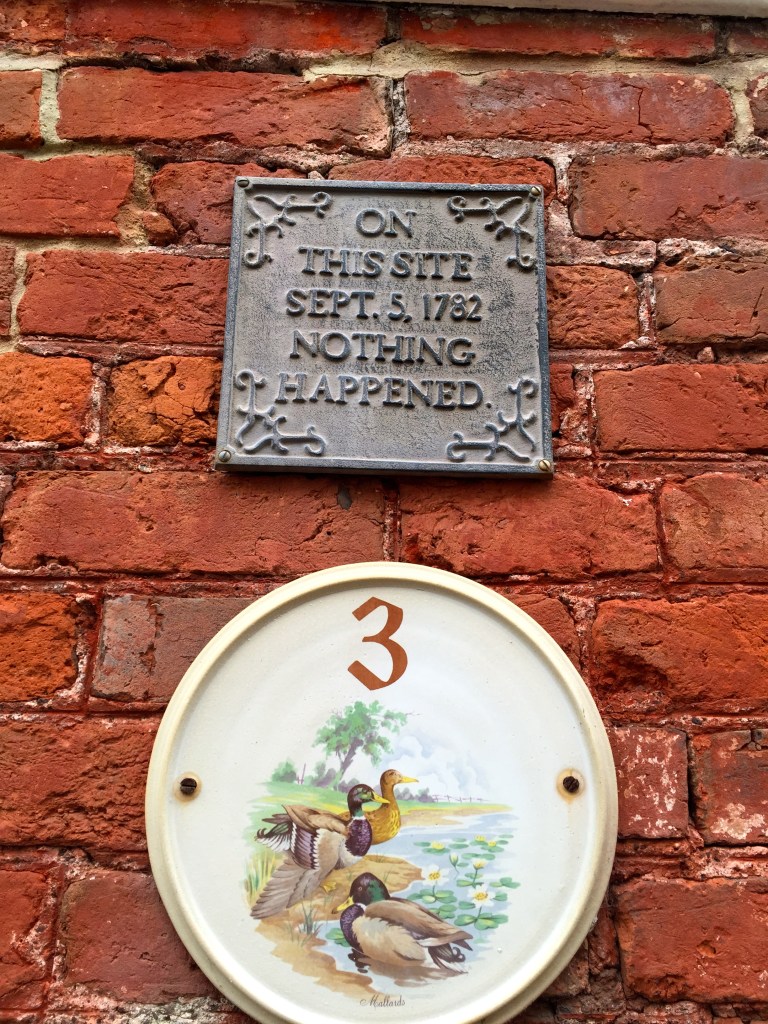 ON
THIS SITE
SEPT. 5, 1782
NOTHING
HAPPENED.
3
Mallards